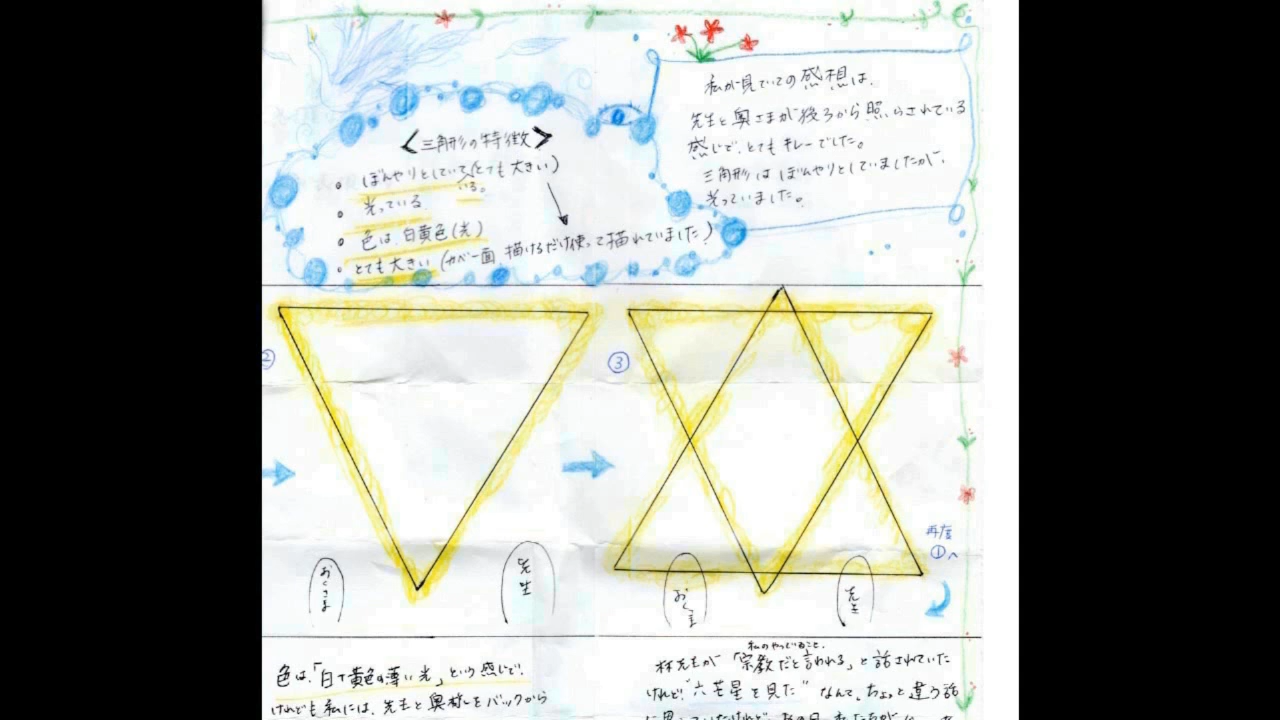 私が見ていての感想は、
先生と奥さまが後ろから照らされている
感じで、とてもキレーでした。
三角形はぼんやりとしていましたが、
光っていました。
<三角形の特徴>
・ぼんやりとしていて(とても大きい)
いる。
・光っている
・色は、白黄色(光)
・とても大きい(カベ一面、描けるだけ使って描れていました)
②
③
再度
①へ
おくさま
先生
おくさま
先生
色は、「白で黄色の薄い光」という感じで!
けれども私には、先生と奥様をバックから
私のやっていること、
林先生が「宗教だと言われる」と話されていた
けれど!"六芒星を見た"なんて、ちょっと違う話